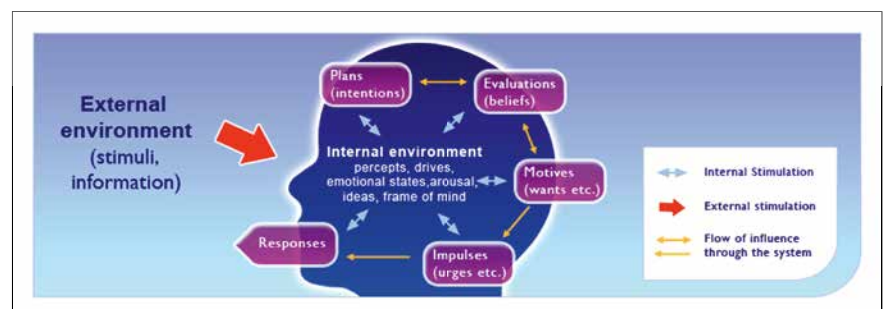 External
environment
(stimuli,
information)
Plans
(intentions)
Evaluations
(beliefs)
Internal environment
percepts, drives,
emotional states,arousal,
ideas, frame of mind
Motives
(wants etc.)
Responses
Impulses
(urges etc.)
Internal Stimulation
External stimulation
Flow of influence
through the system